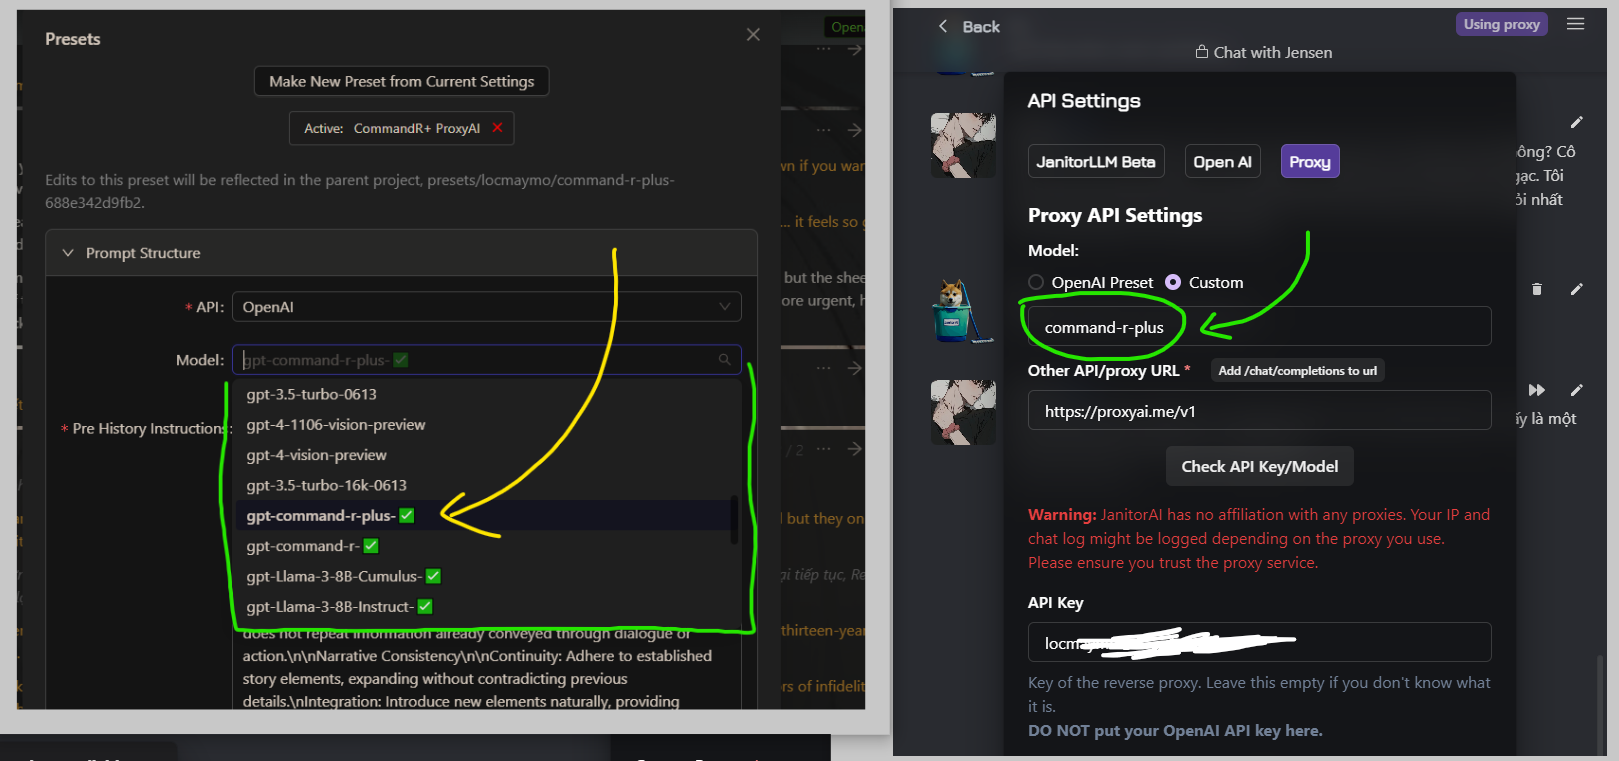 Presets
Make New Preset from Current Settings
Active: CommandR+ ProxyAI
Edits to this preset will be reflected in the parent project, presets/locmaymo/command-r-plus-
688e342d9fb2.
Prompt Structure
* API:
OpenAI
Model:
gpt-command-r-plus-✅
gpt-3.5-turbo-0613
gpt-4-1106-vision-preview
gpt-4-vision-preview
gpt-3.5-turbo-16k-0613
gpt-command-r-plus-✅
gpt-command-r-✅
gpt-Llama-3-8B-Cumulus-✅
gpt-Llama-3-8B-Instruct-✅
* Pre History Instructions:
does not repeat information already conveyed through dialogue or
action.\n\nNarrative Consistency\n\nContinuity: Adhere to established
story elements, expanding without contradicting previous
details.\nIntegration: Introduce new elements naturally, providing
Open
wn if you wan
... it feels so g
but the shee
ore urgent, h
/ 2
l but they on
ại tiếp tục, Re
thirteen-year
rs of infidelit
Back
Using proxy
Chat with Jensen
API Settings
JanitorLLM Beta
Open AI
Proxy
Proxy API Settings
Model:
OpenAI Preset
Custom
command-r-plus
Other API/proxy URL *
Add /chat/completions to url
https://proxyai.me/v1
Check API Key/Model
Warning: JanitorAI has no affiliation with any proxies. Your IP and
chat log might be logged depending on the proxy you use.
Please ensure you trust the proxy service.
API Key
locm
Key of the reverse proxy. Leave this empty if you don't know what
it is.
DO NOT put your OpenAI API key here.
ông? Cô
gạc. Tôi
ỏi nhất
ấy là một